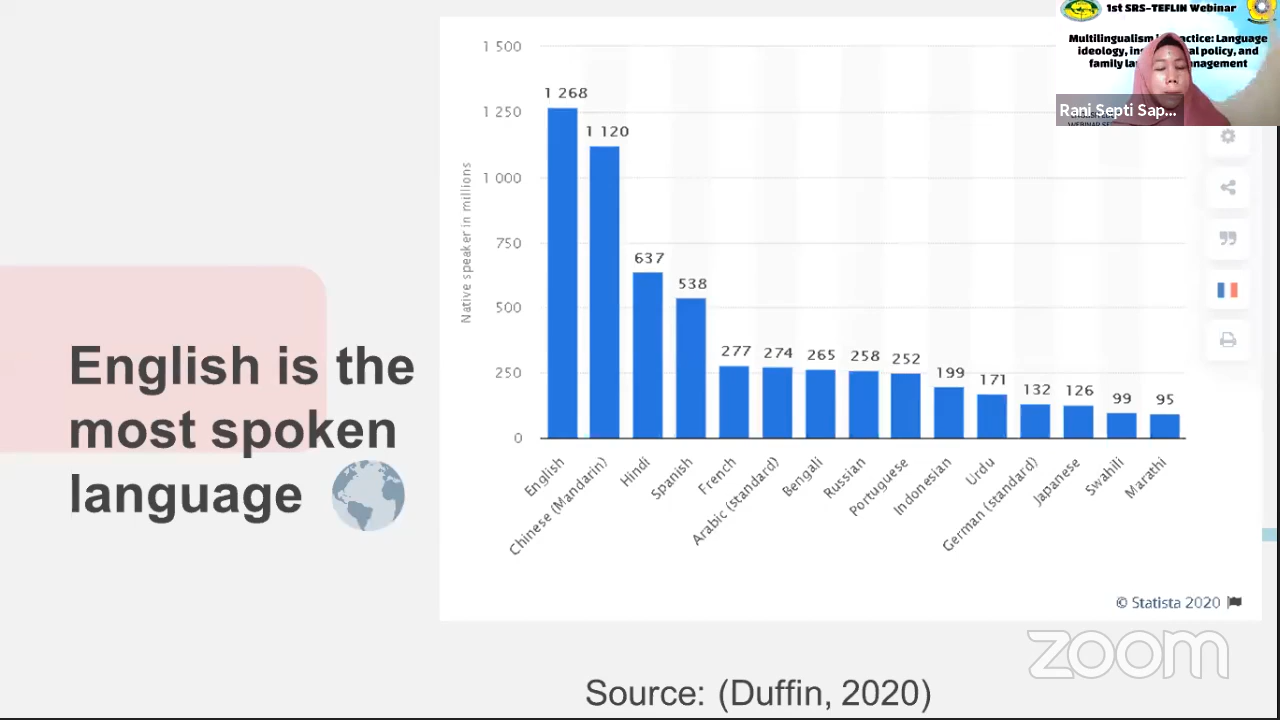 1st SRS-TEFLIN Webinar
Multilingualism
Language
ideology,
policy, and
family
Rani Septi Sap...
English is the
most spoken
language
Native speaker in millions
1 500
1 250
1 000
750
500
250
0
1 268
1 120
637
538
277
274
265
258
252
199
171
132
126
99
95
English
Chinese (Mandarin)
Hindi
Spanish
French
Arabic (Standard)
Bengali
Russian
Portuguese
Indonesian
Urdu
German (Standard)
Japanese
Swahili
Marathi
© Statista 2020
zoom
Source: (Duffin, 2020)